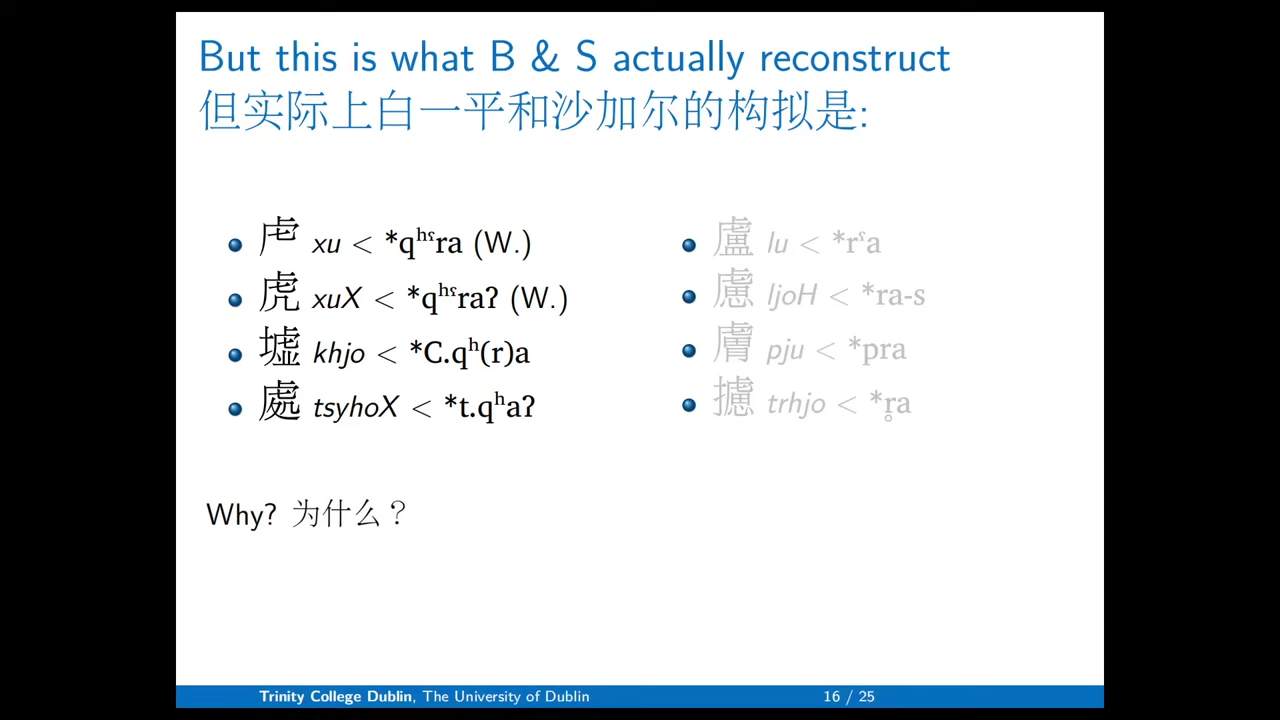 But this is what B & S actually reconstruct
但实际上白一平和沙加尔的构拟是:
虍 xu < *qʰˤra (W.)
虎 xuX < *qʰˤraʔ (W.)
墟 khjo < *C.qʰ(r)a
處 tsyhoX < *t.qʰaʔ
盧 lu < *rˤa
慮 ljoH < *ra-s
膚 pju < *pra
攄 trhjo < *r̥a
Why? 为什么？
Trinity College Dublin, The University of Dublin
16 / 25